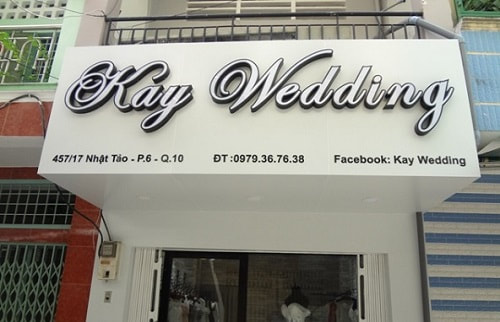 Kay Wedding
457/17 Nhật Tảo - P.6 - Q.10 ĐT :0979.36.76.38 Facebook: Kay Wedding